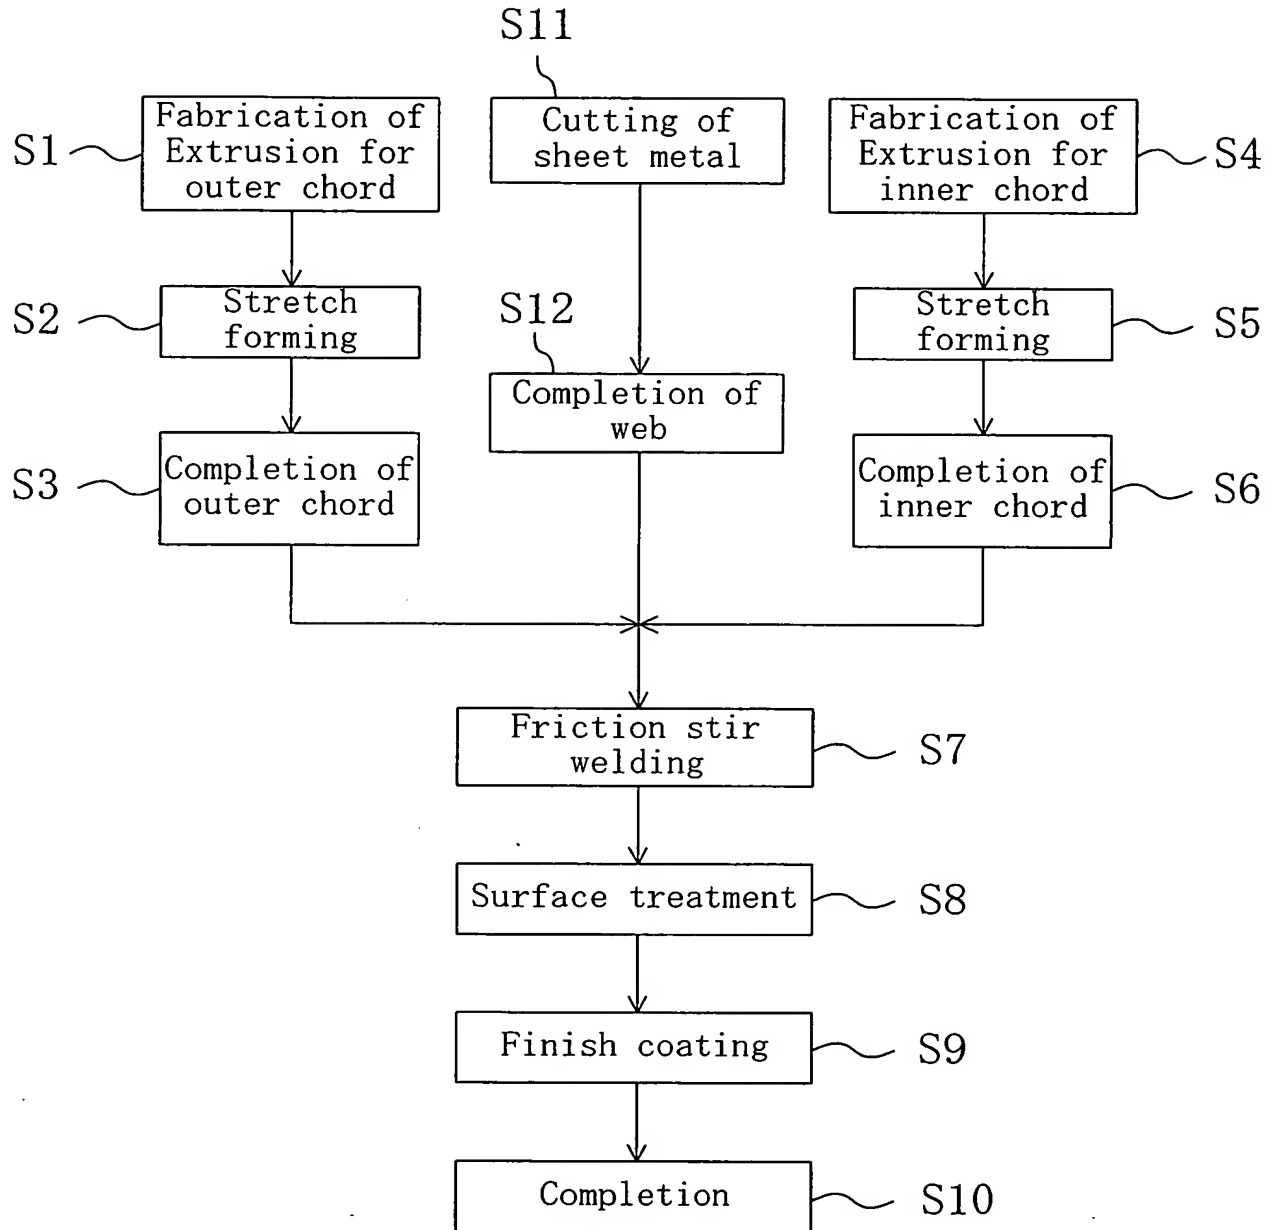 S11
S1
Fabrication of
Extrusion for
outer chord
Cutting of
sheet metal
Fabrication of
Extrusion for
inner chord
S4
S2
Stretch
forming
S12
Stretch
forming
S5
Completion of
web
S3
Completion of
outer chord
Completion of
inner chord
S6
Friction stir
welding
S7
Surface treatment
S8
Finish coating
S9
Completion
S10